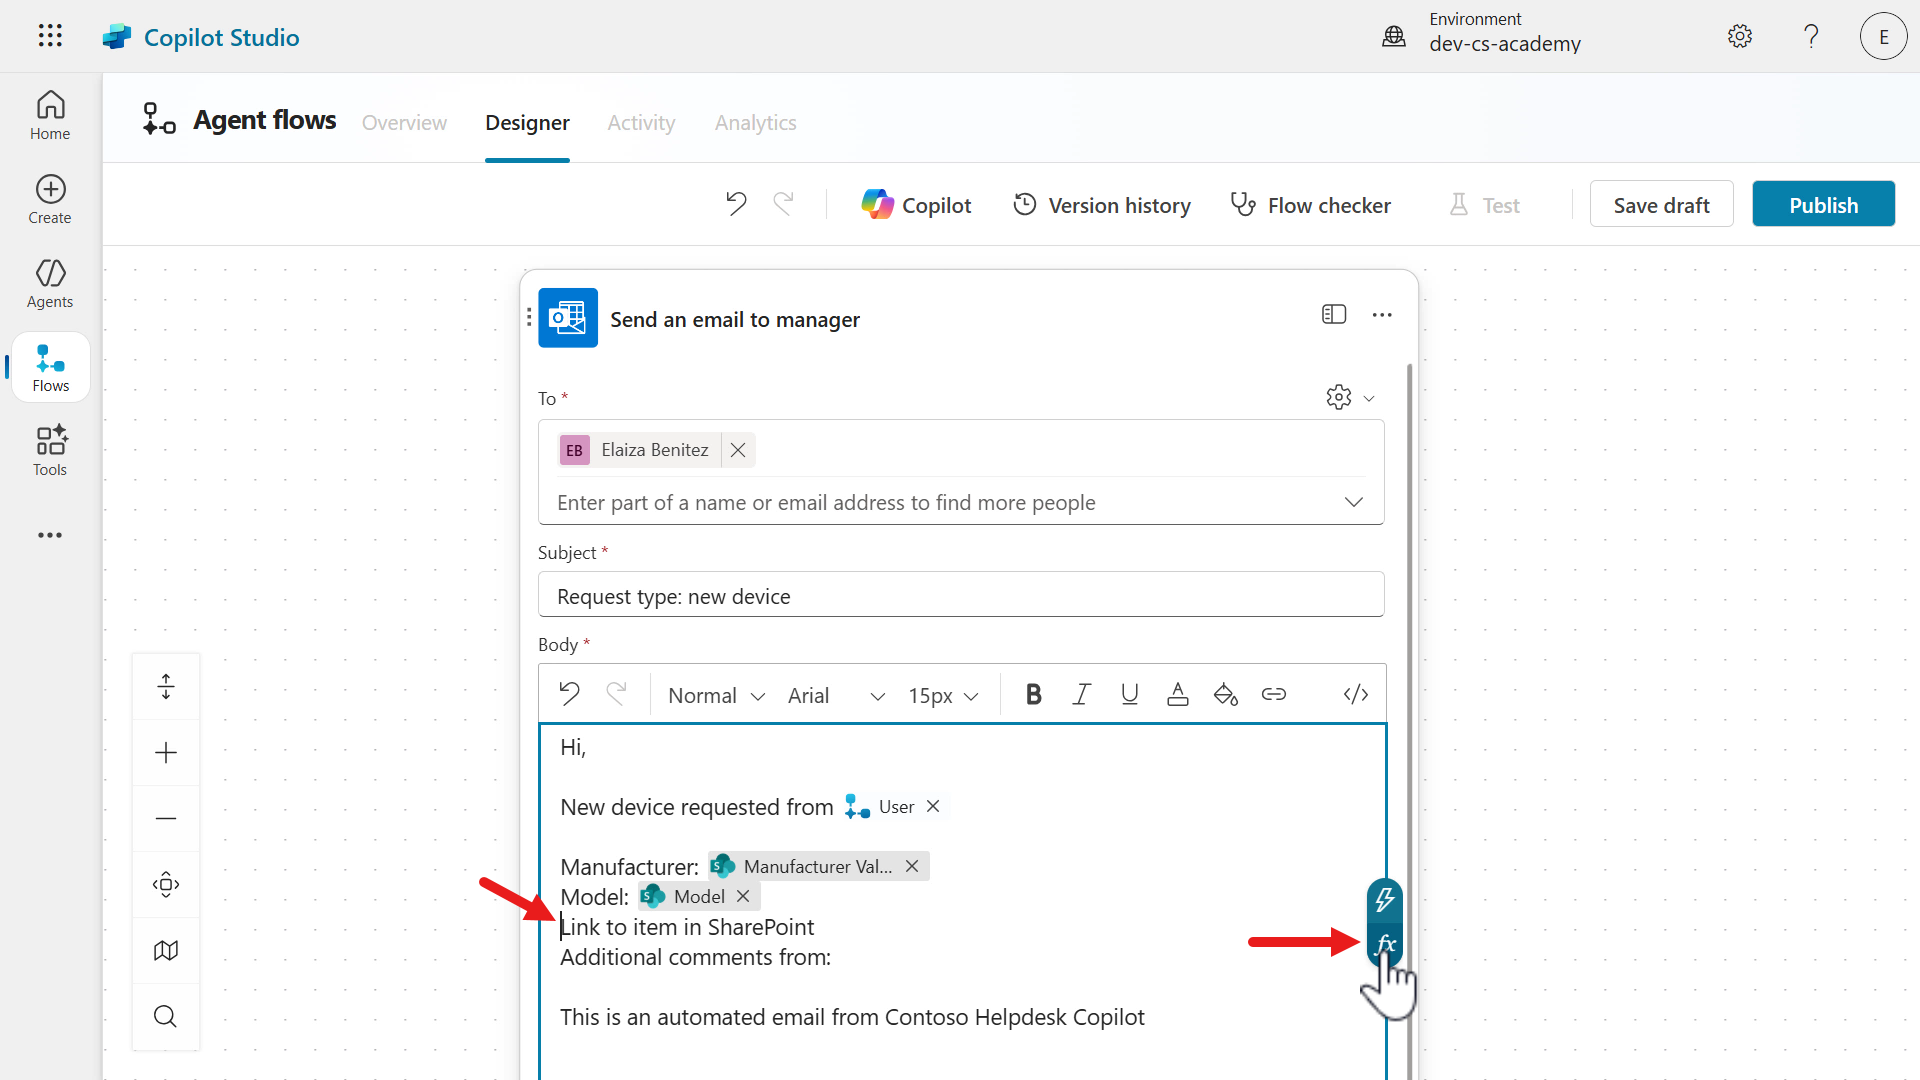 Copilot Studio
Environment
dev-cs-academy
?
E
Home
Create
Agents
Flows
Tools
Agent flows
Overview
Designer
Activity
Analytics
Copilot
Version history
Flow checker
Test
Save draft
Publish
Send an email to manager
To *
EB Elaiza Benitez
Enter part of a name or email address to find more people
Subject *
Request type: new device
Body *
Normal
Arial
15px
B I U A </>
Hi,
New device requested from User
Manufacturer: Manufacturer Val...
Model: Model
Link to item in SharePoint
Additional comments from:
This is an automated email from Contoso Helpdesk Copilot
fx